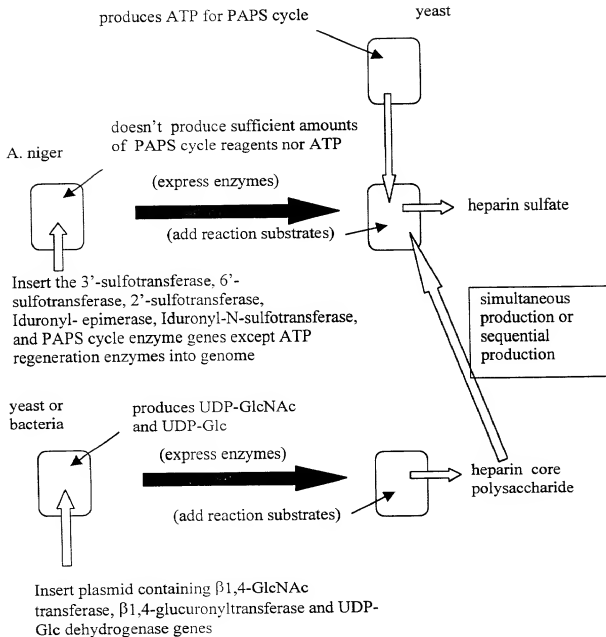 produces ATP for PAPS cycle
yeast
doesn't produce sufficient amounts
of PAPS cycle reagents nor ATP
A. niger
(express enzymes)
heparin sulfate
(add reaction substrates)
Insert the 3'-sulfotransferase, 6'-
sulfotransferase, 2'-sulfotransferase,
Iduronyl- epimerase, Iduronyl-N-sulfotransferase,
and PAPS cycle enzyme genes except ATP
regeneration enzymes into genome
simultaneous
production or
sequential
production
yeast or
bacteria
produces UDP-GlcNAc
and UDP-Glc
(express enzymes)
heparin core
polysaccharide
(add reaction substrates)
Insert plasmid containing β1,4-GlcNAc
transferase, β1,4-glucuronyltransferase and UDP-
Glc dehydrogenase genes